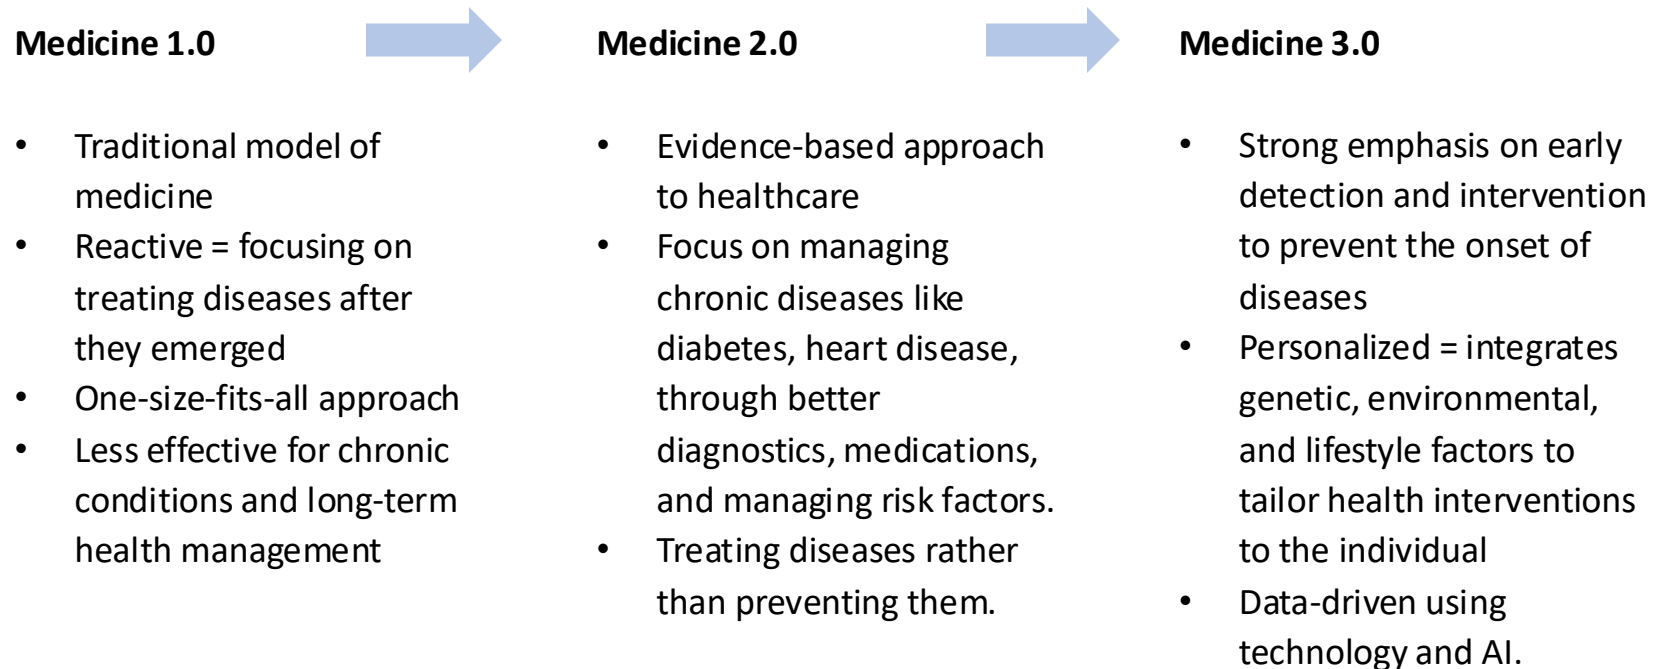 Medicine 1.0
• Traditional model of
medicine
• Reactive = focusing on
treating diseases after
they emerged
• One-size-fits-all approach
• Less effective for chronic
conditions and long-term
health management
Medicine 2.0
• Evidence-based approach
to healthcare
• Focus on managing
chronic diseases like
diabetes, heart disease,
through better
diagnostics, medications,
and managing risk factors.
• Treating diseases rather
than preventing them.
Medicine 3.0
• Strong emphasis on early
detection and intervention
to prevent the onset of
diseases
• Personalized = integrates
genetic, environmental,
and lifestyle factors to
tailor health interventions
to the individual
• Data-driven using
technology and AI.